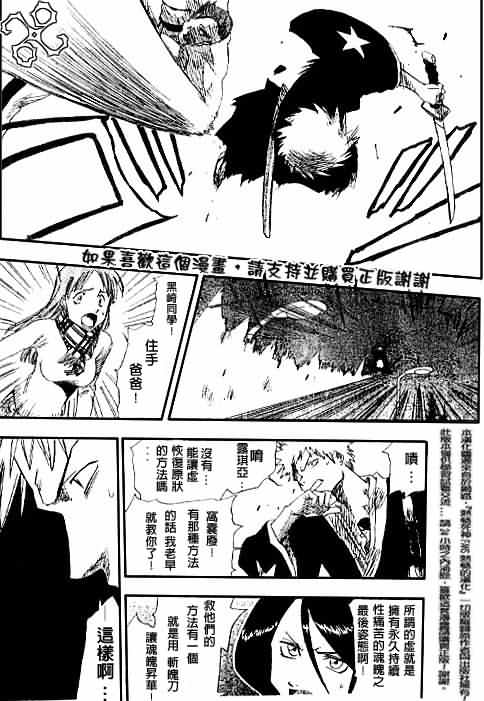 如果喜歡這個漫畫，請支持並購買正版謝謝
黑崎同學！
住手
爸爸！
嘖…
唷
露琪亞…
沒有…
能讓虛
恢復原狀
的方法嗎
窩囊廢！
有那種方法
的話我老早
就教你了！
所謂的虛就是
擁有永久持續
性痛苦的魂魄之
最後姿態啊！
救他們的
方法有一個
就是用 斬魄刀
讓魂魄昇華！
…這樣啊…